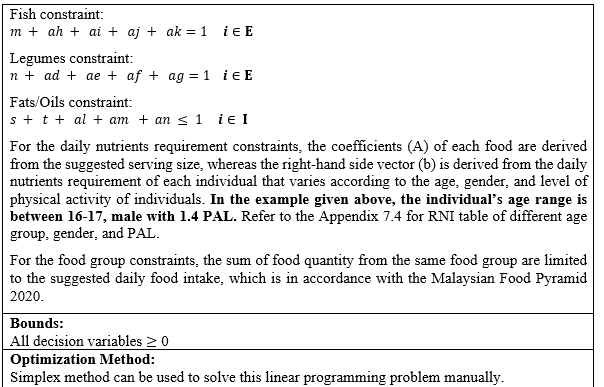 Fish constraint:
m + ah + ai + aj + ak = 1 i ∈ E
Legumes constraint:
n + ad + ae + af + ag = 1 i ∈ E
Fats/Oils constraint:
s + t + al + am + an ≤ 1 i ∈ I
For the daily nutrients requirement constraints, the coefficients (A) of each food are derived
from the suggested serving size, whereas the right-hand side vector (b) is derived from the daily
nutrients requirement of each individual that varies according to the age, gender, and level of
physical activity of individuals. In the example given above, the individual's age range is
between 16-17, male with 1.4 PAL. Refer to the Appendix 7.4 for RNI table of different age
group, gender, and PAL.
For the food group constraints, the sum of food quantity from the same food group are limited
to the suggested daily food intake, which is in accordance with the Malaysian Food Pyramid
2020.
Bounds:
All decision variables ≥ 0
Optimization Method:
Simplex method can be used to solve this linear programming problem manually.